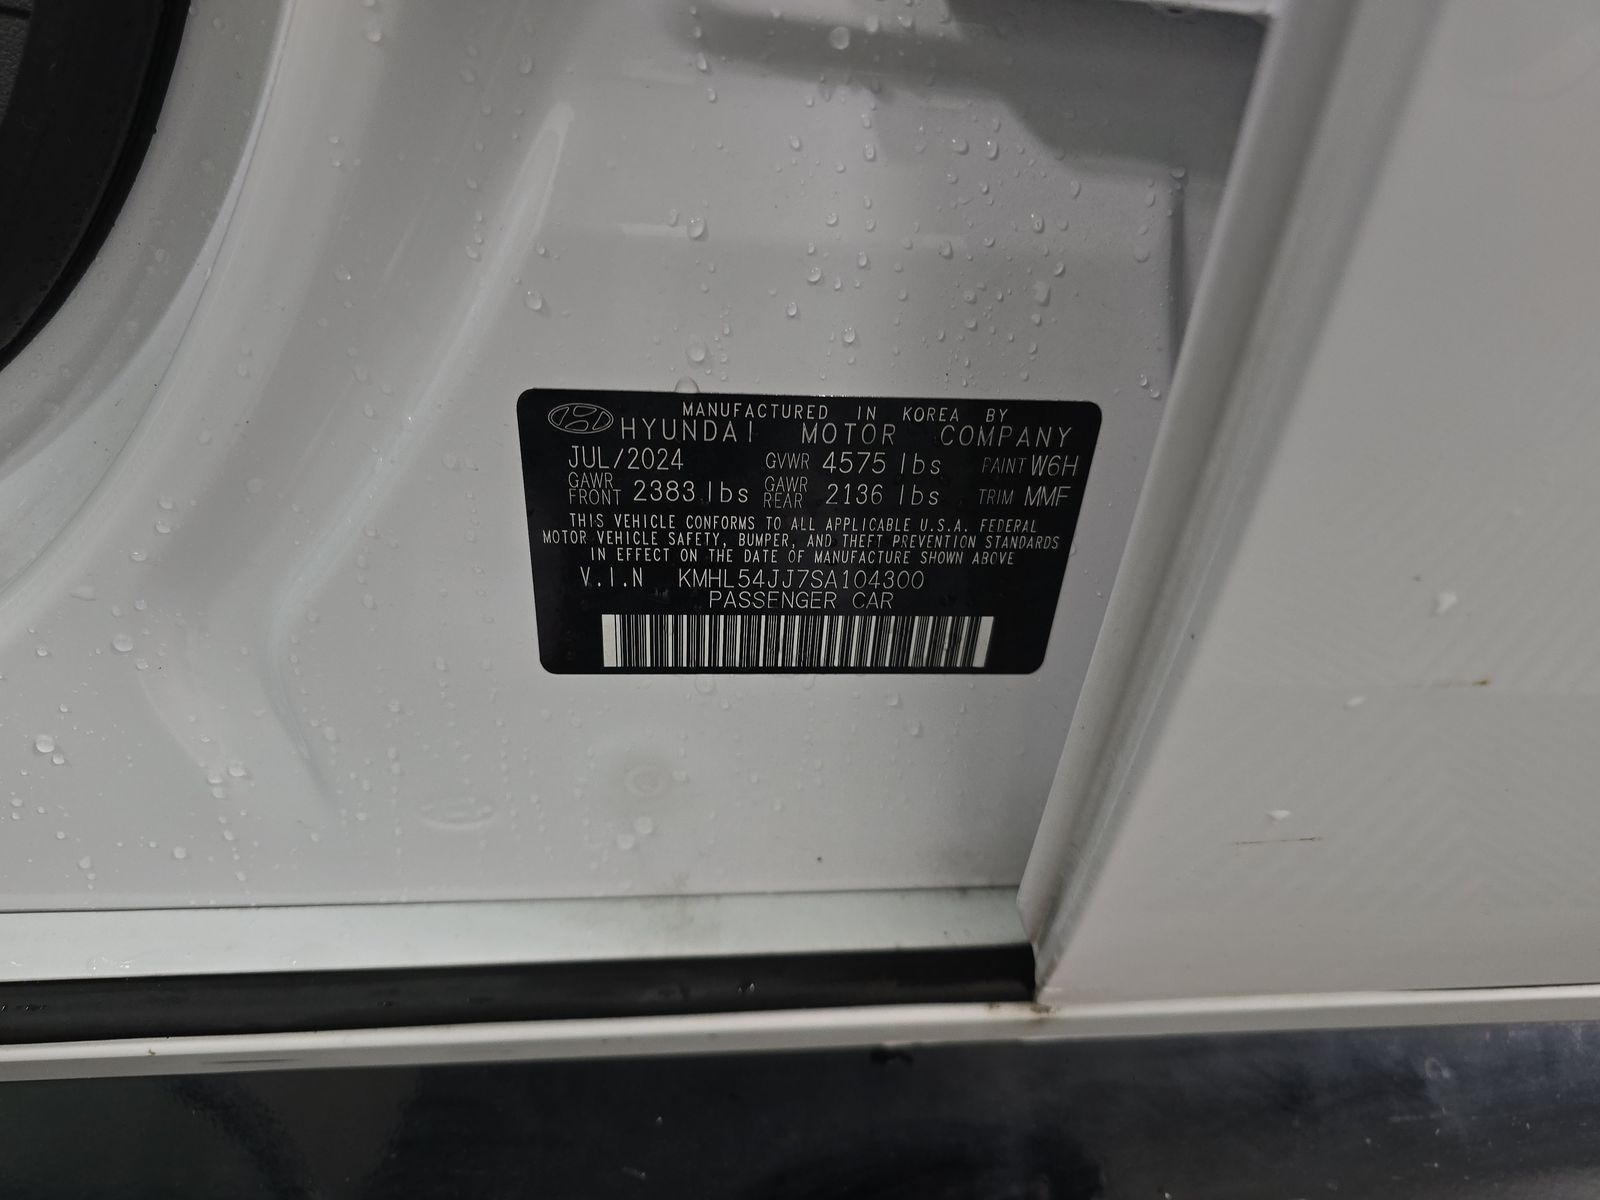 MANUFACTURED IN KOREA BY
HYUNDAI MOTOR COMPANY
JUL/2024 GVWR 4575 lbs PAINT W6H
GAWR FRONT 2383 lbs GAWR REAR 2136 lbs TRIM MMF
THIS VEHICLE CONFORMS TO ALL APPLICABLE U.S.A. FEDERAL
MOTOR VEHICLE SAFETY, BUMPER, AND THEFT PREVENTION STANDARDS
IN EFFECT ON THE DATE OF MANUFACTURE SHOWN ABOVE
V.I.N KMHL54JJ7SA104300
PASSENGER CAR